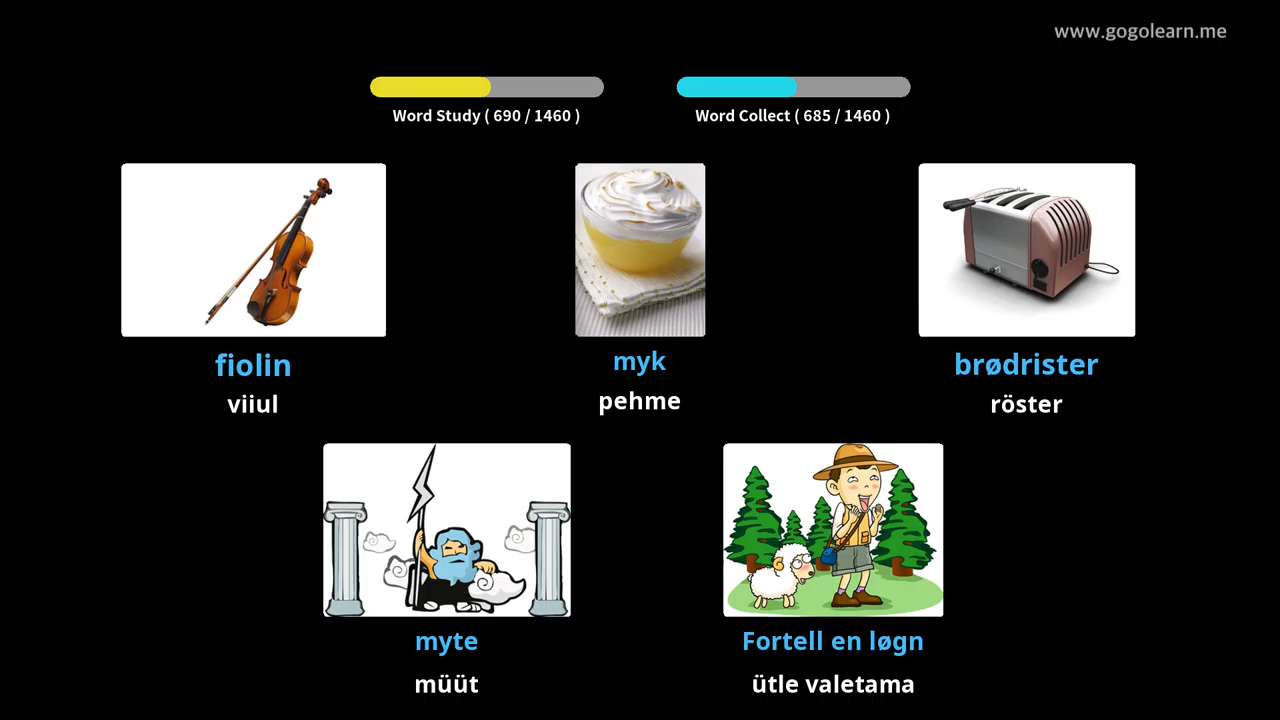 www.gogolearn.me
Word Study ( 690 / 1460 )
Word Collect ( 685 / 1460 )
fiolin
viiul
myk
pehme
brødrister
röster
myte
müüt
Fortell en løgn
ütle valetama